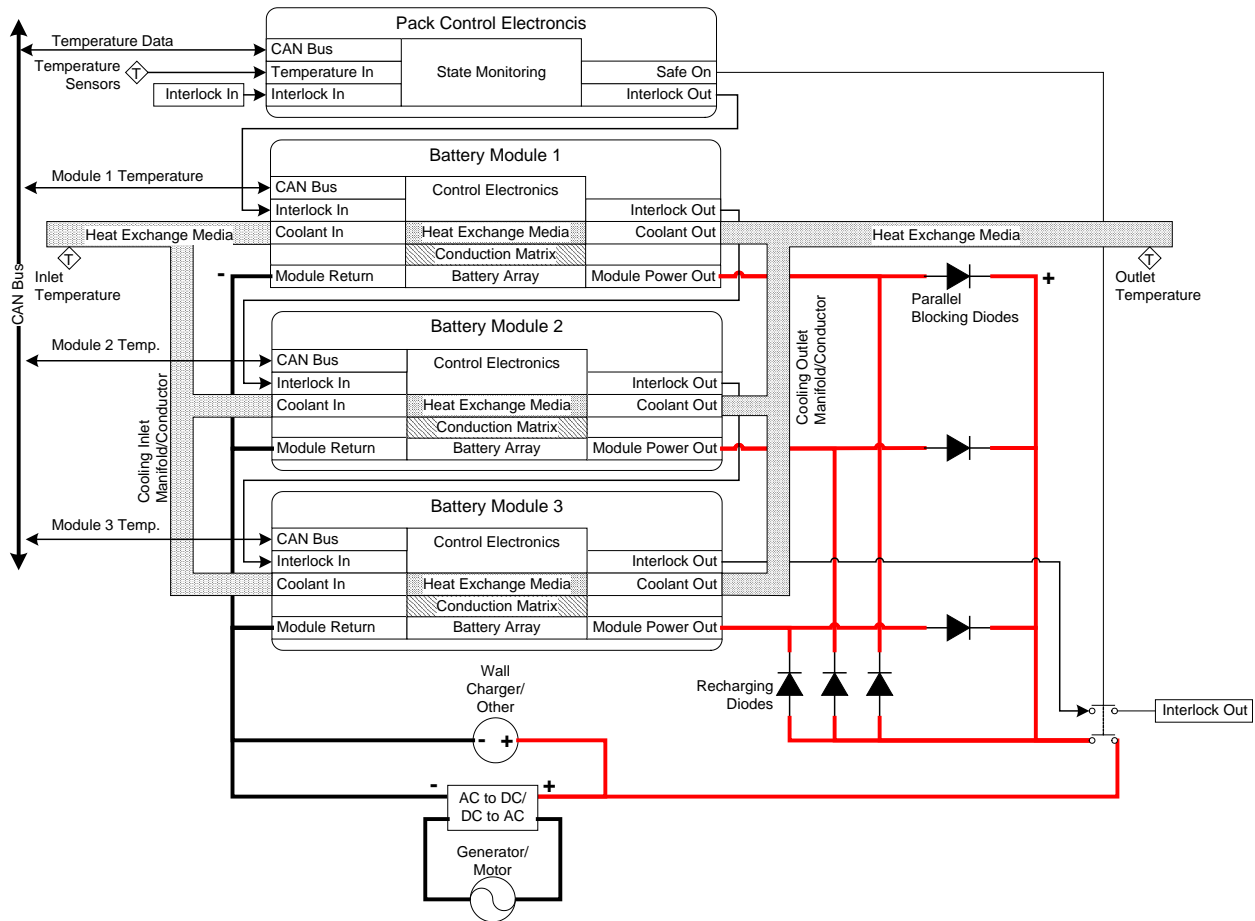 Pack Control Electroncis
Temperature Data
CAN Bus
Temperature
Sensors
T
Temperature In
State Monitoring
Safe On
Interlock In
Interlock In
Interlock Out
Battery Module 1
Module 1 Temperature
CAN Bus
Control Electronics
Interlock In
Interlock Out
Heat Exchange Media
Coolant In
Heat Exchange Media
Coolant Out
Heat Exchange Media
Conduction Matrix
T
Inlet
Temperature
-
Module Return
Battery Array
Module Power Out
+
T
Outlet
Temperature
Parallel
Blocking Diodes
CAN Bus
Battery Module 2
Module 2 Temp.
CAN Bus
Control Electronics
Interlock In
Interlock Out
Coolant In
Heat Exchange Media
Coolant Out
Conduction Matrix
Module Return
Battery Array
Module Power Out
Cooling Outlet
Manifold/Conductor
Cooling Inlet
Manifold/Conductor
Battery Module 3
Module 3 Temp.
CAN Bus
Control Electronics
Interlock In
Interlock Out
Coolant In
Heat Exchange Media
Coolant Out
Conduction Matrix
Module Return
Battery Array
Module Power Out
Wall
Charger/
Other
- +
Recharging
Diodes
Interlock Out
-
+
AC to DC/
DC to AC
Generator/
Motor